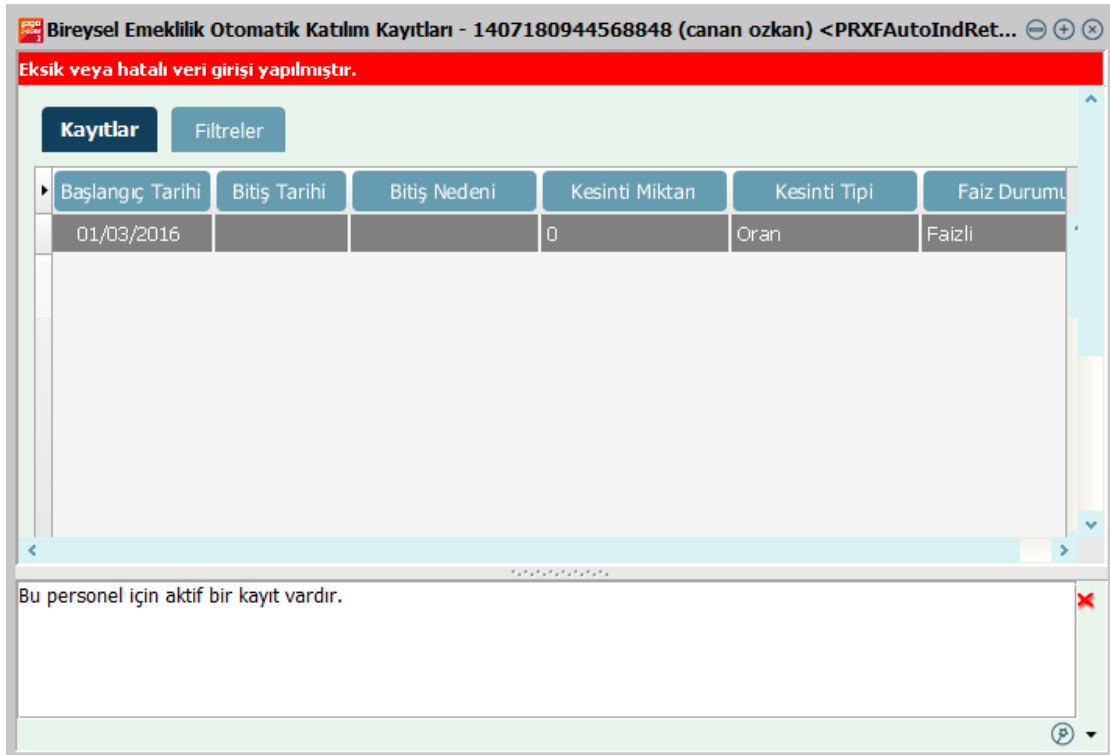 Bireysel Emeklilik Otomatik Katılım Kayıtları - 1407180944568848 (canan ozkan) <PRXFAutoIndRet...
Eksik veya hatalı veri girişi yapılmıştır.
Kayıtlar Filtreler
Başlangıç Tarihi Bitiş Tarihi Bitiş Nedeni Kesinti Miktarı Kesinti Tipi Faiz Durumu
01/03/2016 0 Oran Faizli
Bu personel için aktif bir kayıt vardır.